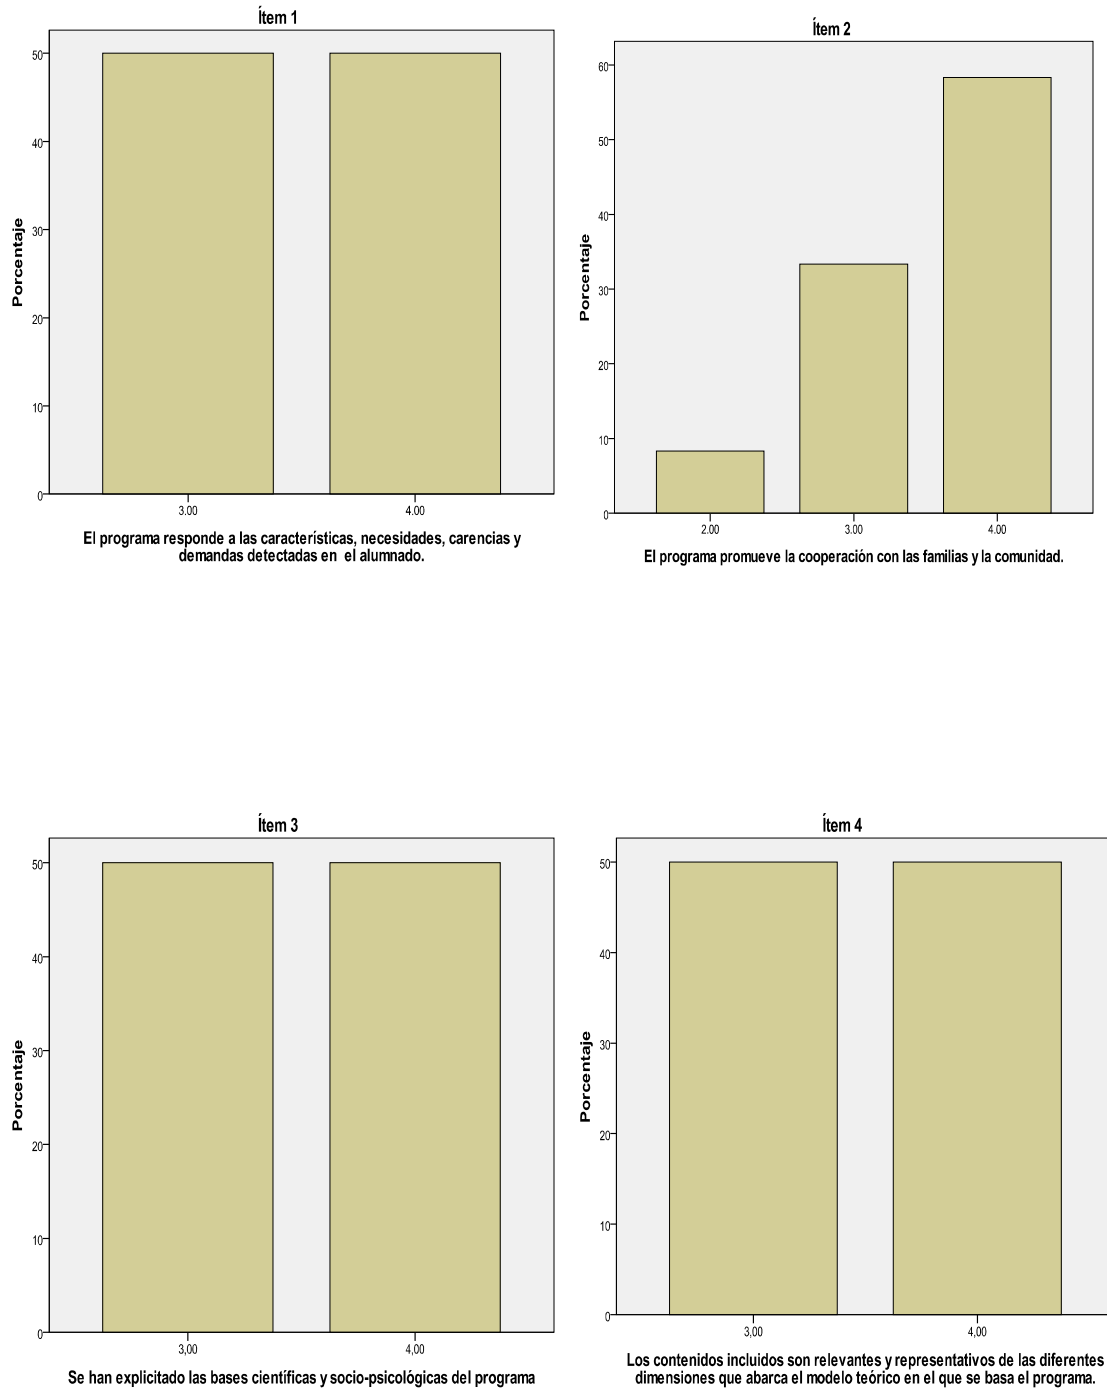 Ítem 1
50
40
30
20
10
0
Porcentaje
3.00 4.00
El programa responde a las características, necesidades, carencias y
demandas detectadas en el alumnado.
Ítem 2
60
50
40
30
20
10
0
Porcentaje
2.00 3.00 4.00
El programa promueve la cooperación con las familias y la comunidad.
Ítem 3
50
40
30
20
10
0
Porcentaje
3,00 4,00
Se han explicitado las bases científicas y socio-psicológicas del programa
Ítem 4
50
40
30
20
10
0
Porcentaje
3,00 4,00
Los contenidos incluidos son relevantes y representativos de las diferentes
dimensiones que abarca el modelo teórico en el que se basa el programa.